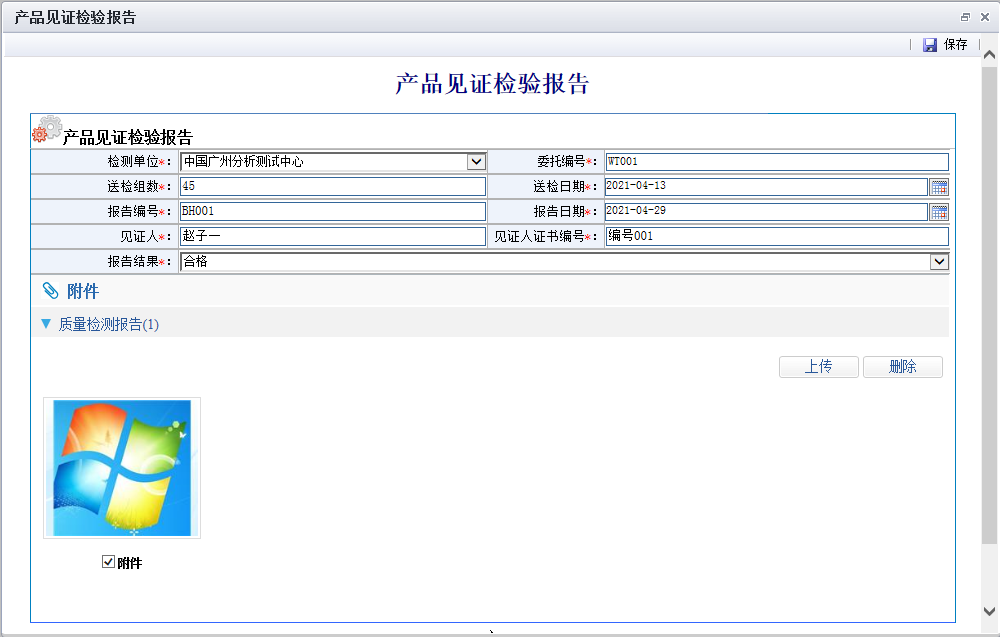 产品见证检验报告
保存
产品见证检验报告
产品见证检验报告
检测单位*： 中国广州分析测试中心 委托编号*： WT001
送检组数*： 45 送检日期*： 2021-04-13
报告编号*： BH001 报告日期*： 2021-04-29
见证人*： 赵子一 见证人证书编号*： 编号001
报告结果*： 合格
附件
质量检测报告(1)
上传 删除
附件